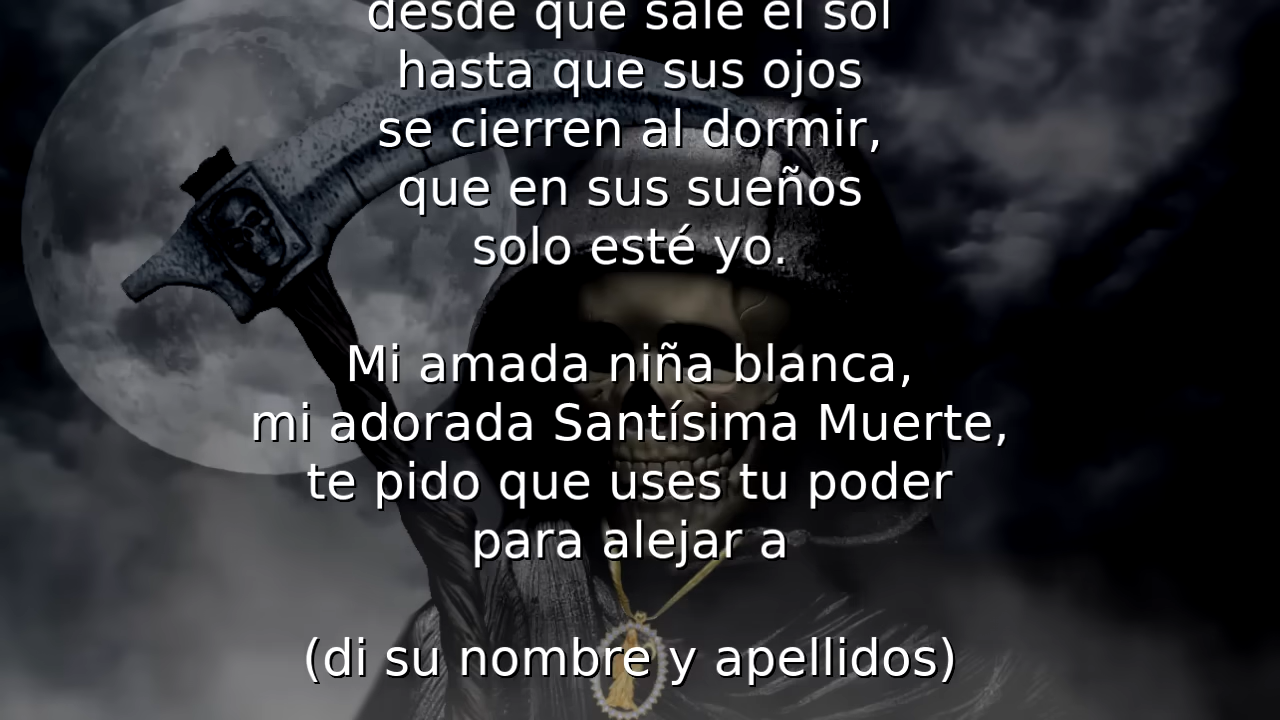 desde que sale el sol
hasta que sus ojos
se cierren al dormir,
que en sus sueños
solo esté yo.
Mi amada niña blanca,
mi adorada Santísima Muerte,
te pido que uses tu poder
para alejar a
(di su nombre y apellidos)